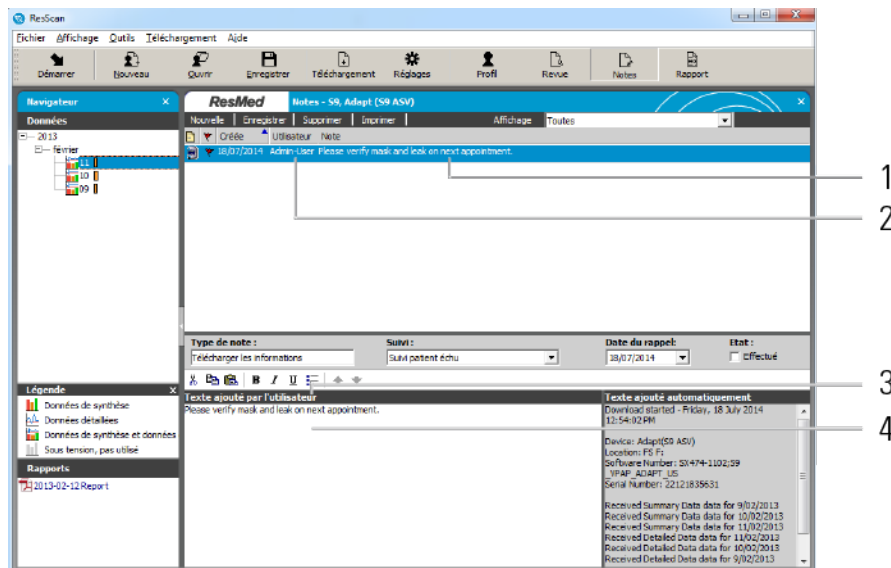 ResScan
Fichier Affichage Outils Téléchargement Aide
Démarrer Nouveau Ouvrir Enregistrer Téléchargement Réglages Profil Revue Notes Rapport
Navigateur
ResMed Notes - S9, Adapt (S9 ASV)
Données
Nouvelle Enregistrer Supprimer Imprimer Affichage Toutes
2013
Créée Utilisateur Note
février
18/07/2014 Admin-User Please verify mask and leak on next appointment.
11
10
09
1
2
Type de note : Suivi : Date du rappel: Etat :
Télécharger les informations Suivi patient échu 18/07/2014 Effectué
B I U
Légende
3
Texte ajouté par l'utilisateur Texte ajouté automatiquement
Données de synthèse
Données détaillées
Données de synthèse et données
Sous tension, pas utilisé
Rapports
2013-02-12 Report
Please verify mask and leak on next appointment.
4
Download started - Friday, 18 July 2014
12:54:02 PM
Device: Adapt(S9 ASV)
Location: FS F:
Software Number: SX474-1102;S9
_VPAP_ADAPT_US
Serial Number: 22121835631
Received Summary Data data for 9/02/2013
Received Summary Data data for 10/02/2013
Received Summary Data data for 11/02/2013
Received Detailed Data data for 11/02/2013
Received Detailed Data data for 10/02/2013
Received Detailed Data data for 9/02/2013